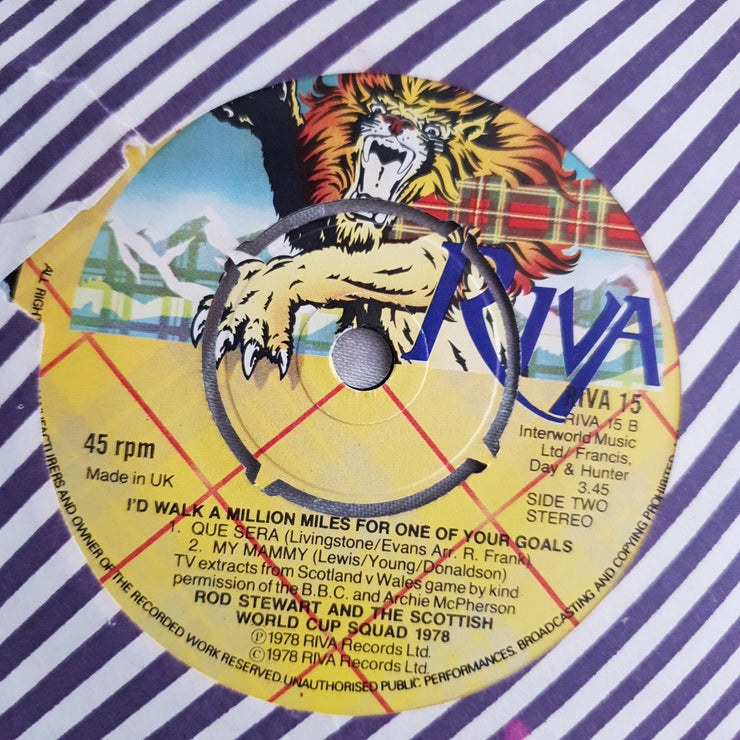 RIVA
RIVA 15
RIVA 15 B
Interworld Music
Ltd/ Francis,
Day & Hunter
3.45
SIDE TWO
STEREO
45 rpm
Made in UK
I'D WALK A MILLION MILES FOR ONE OF YOUR GOALS
1. QUE SERA (Livingstone/Evans Arr. R. Frank)
2. MY MAMMY (Lewis/Young/Donaldson)
TV extracts from Scotland v Wales game by kind
permission of the B.B.C. and Archie McPherson
ROD STEWART AND THE SCOTTISH
WORLD CUP SQUAD 1978
Ⓟ1978 RIVA Records Ltd.
©1978 RIVA Records Ltd.
ALL RIGH
UFACTURERS AND OWNER OF THE RECORDED WORK RESERVED. UNAUTHORISED PUBLIC PERFORMANCES, BROADCASTING AND COPYING PROHIBITED